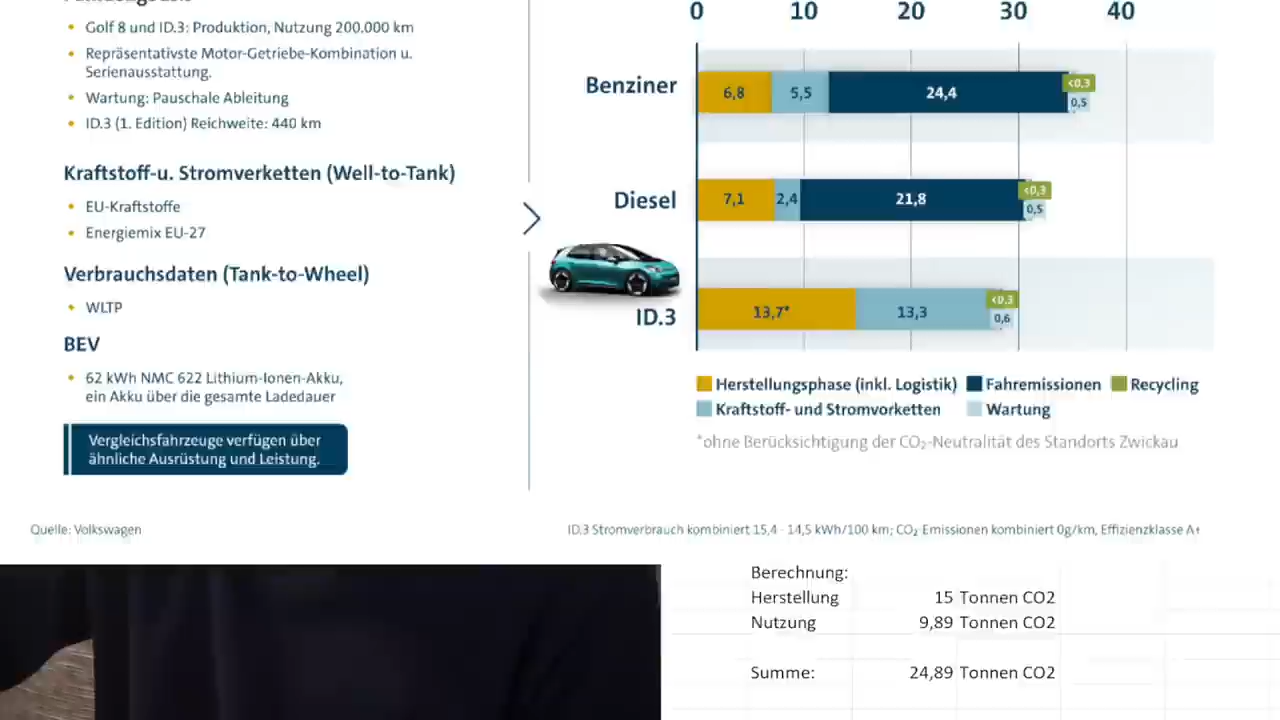 Golf 8 und ID.3: Produktion, Nutzung 200.000 km
Repräsentativste Motor-Getriebe-Kombination u.
Serienausstattung.
Wartung: Pauschale Ableitung
ID.3 (1. Edition) Reichweite: 440 km
Kraftstoff-u. Stromverketten (Well-to-Tank)
EU-Kraftstoffe
Energiemix EU-27
Verbrauchsdaten (Tank-to-Wheel)
WLTP
BEV
62 kWh NMC 622 Lithium-Ionen-Akku,
ein Akku über die gesamte Ladedauer
Vergleichsfahrzeuge verfügen über
ähnliche Ausrüstung und Leistung.
Quelle: Volkswagen
0 10 20 30 40
Benziner 6,8 5,5 24,4 <0,3 0,5
Diesel 7,1 2,4 21,8 <0,3 0,5
ID.3 13,7* 13,3 <0,3 0,6
Herstellungsphase (inkl. Logistik) Fahremissionen Recycling
Kraftstoff- und Stromvorketten Wartung
*ohne Berücksichtigung der CO₂-Neutralität des Standorts Zwickau
ID.3 Stromverbrauch kombiniert 15,4 - 14,5 kWh/100 km; CO₂-Emissionen kombiniert 0g/km, Effizienzklasse A+
Berechnung:
Herstellung 15 Tonnen CO2
Nutzung 9,89 Tonnen CO2
Summe: 24,89 Tonnen CO2